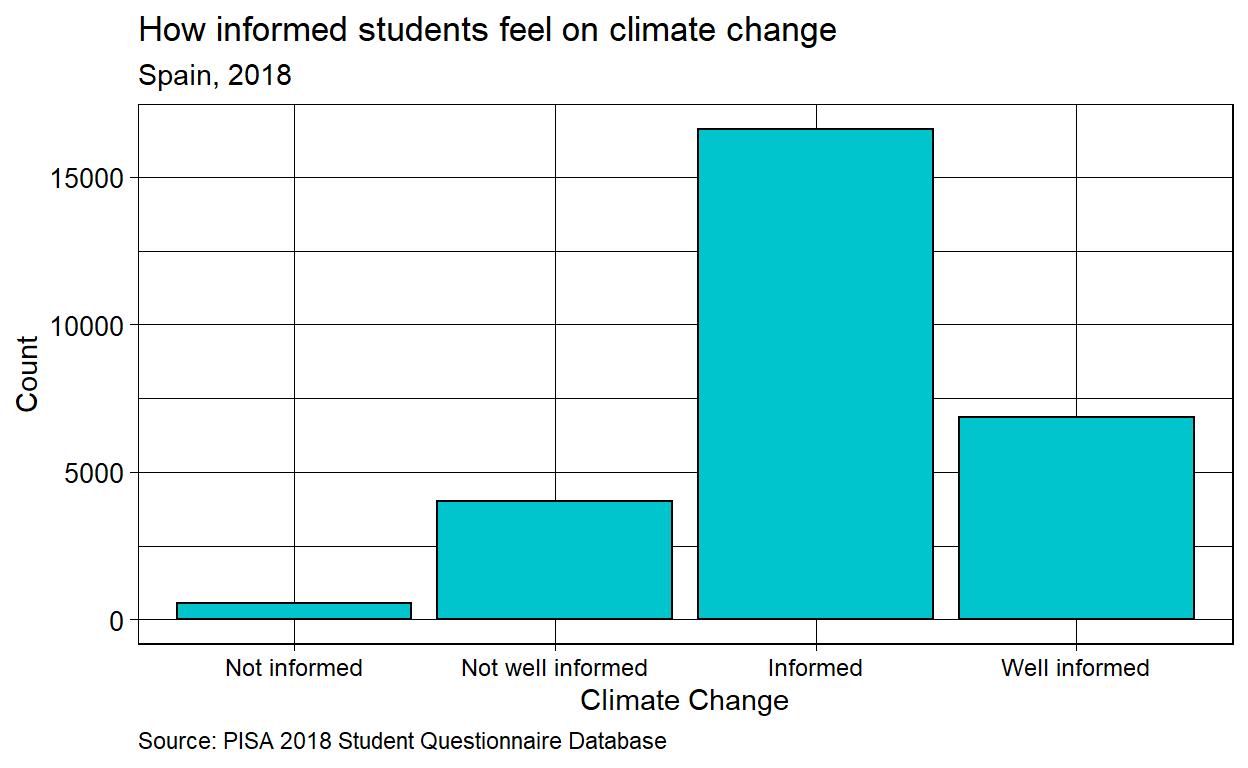 How informed students feel on climate change
Spain, 2018
Count
15000
10000
5000
0
Not informed
Not well informed
Informed
Well informed
Climate Change
Source: PISA 2018 Student Questionnaire Database